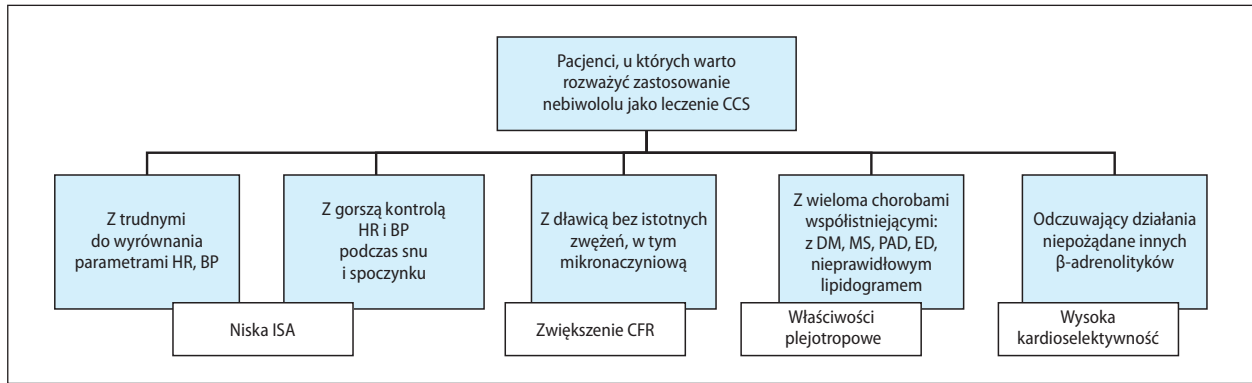 Pacjenci, u których warto
rozważyć zastosowanie
nebiwololu jako leczenie CCS
Z trudnymi
do wyrównania
parametrami HR, BP
Z gorszą kontrolą
HR i BP
podczas snu
i spoczynku
Z dławicą bez istotnych
zwężeń, w tym
mikronaczyniową
Z wieloma chorobami
współistniejącymi:
z DM, MS, PAD, ED,
nieprawidłowym
lipidogramem
Odczuwający działania
niepożądane innych
β-adrenolityków
Niska ISA
Zwiększenie CFR
Właściwości
plejotropowe
Wysoka
kardioselektywność